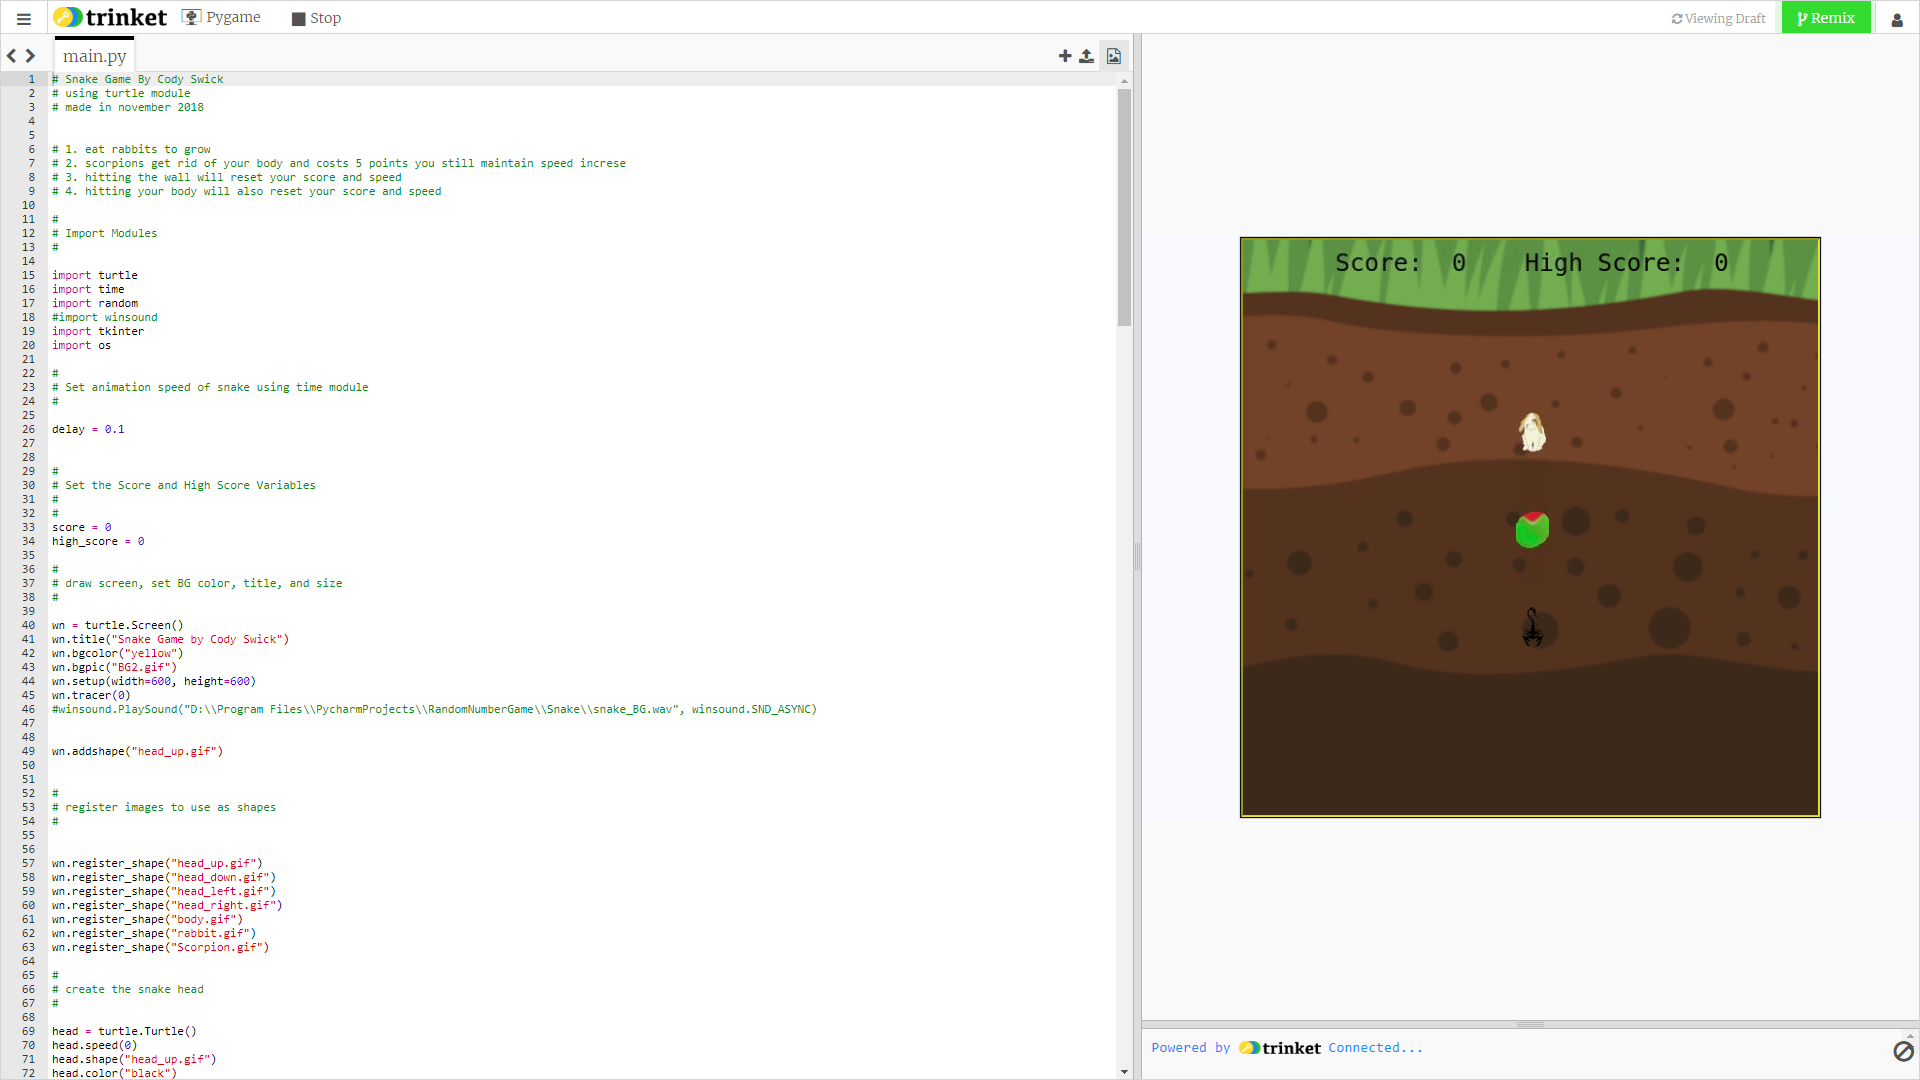 trinket Pygame Stop Viewing Draft Remix
main.py
1 # Snake Game By Cody Swick
2 # using turtle module
3 # made in november 2018
4
5
6 # 1. eat rabbits to grow
7 # 2. scorpions get rid of your body and costs 5 points you still maintain speed increse
8 # 3. hitting the wall will reset your score and speed
9 # 4. hitting your body will also reset your score and speed
10
11 #
12 # Import Modules
13 #
14
15 import turtle
16 import time
17 import random
18 #import winsound
19 import tkinter
20 import os
21
22 #
23 # Set animation speed of snake using time module
24 #
25
26 delay = 0.1
27
28
29 #
30 # Set the Score and High Score Variables
31 #
32 #
33 score = 0
34 high_score = 0
35
36 #
37 # draw screen, set BG color, title, and size
38 #
39
40 wn = turtle.Screen()
41 wn.title("Snake Game by Cody Swick")
42 wn.bgcolor("yellow")
43 wn.bgpic("BG2.gif")
44 wn.setup(width=600, height=600)
45 wn.tracer(0)
46 #winsound.PlaySound("D:\\Program Files\\PycharmProjects\\RandomNumberGame\\Snake\\snake_BG.wav", winsound.SND_ASYNC)
47
48
49 wn.addshape("head_up.gif")
50
51
52 #
53 # register images to use as shapes
54 #
55
56
57 wn.register_shape("head_up.gif")
58 wn.register_shape("head_down.gif")
59 wn.register_shape("head_left.gif")
60 wn.register_shape("head_right.gif")
61 wn.register_shape("body.gif")
62 wn.register_shape("rabbit.gif")
63 wn.register_shape("Scorpion.gif")
64
65 #
66 # create the snake head
67 #
68
69 head = turtle.Turtle()
70 head.speed(0)
71 head.shape("head_up.gif")
72 head.color("black")
Score: 0 High Score: 0
Powered by trinket Connected...